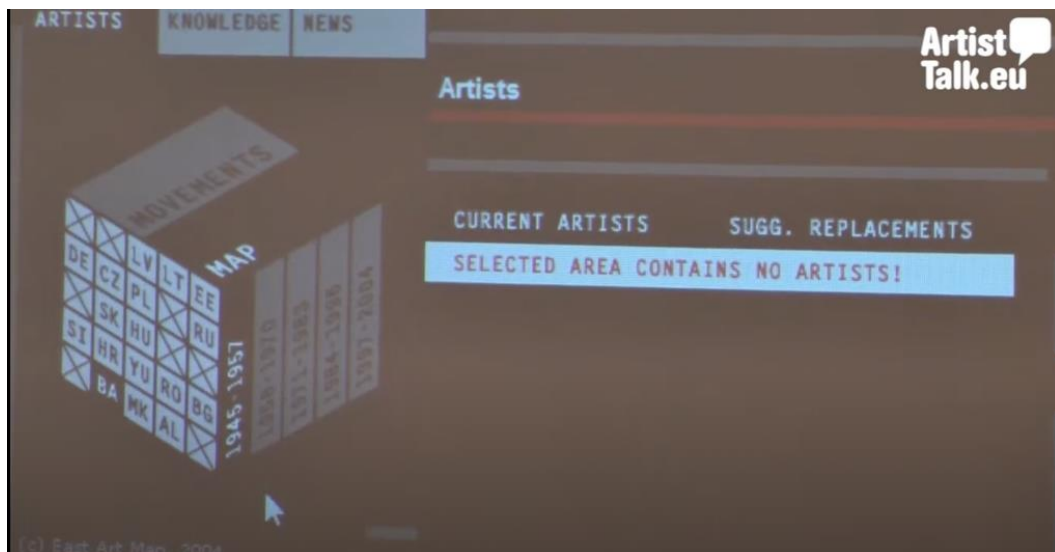 ARTISTS
KNOWLEDGE
NEWS
Artist
Talk.eu
Artists
MOVEMENTS
MAP
LV LT EE
DE CZ PL RU
SK HU
SI HR YU RO BG
BA MK AL
1945-1957
1958-1970
1971-1983
1984-1996
1997-2004
CURRENT ARTISTS
SUGG. REPLACEMENTS
SELECTED AREA CONTAINS NO ARTISTS!
(c) East Art Map, 2004